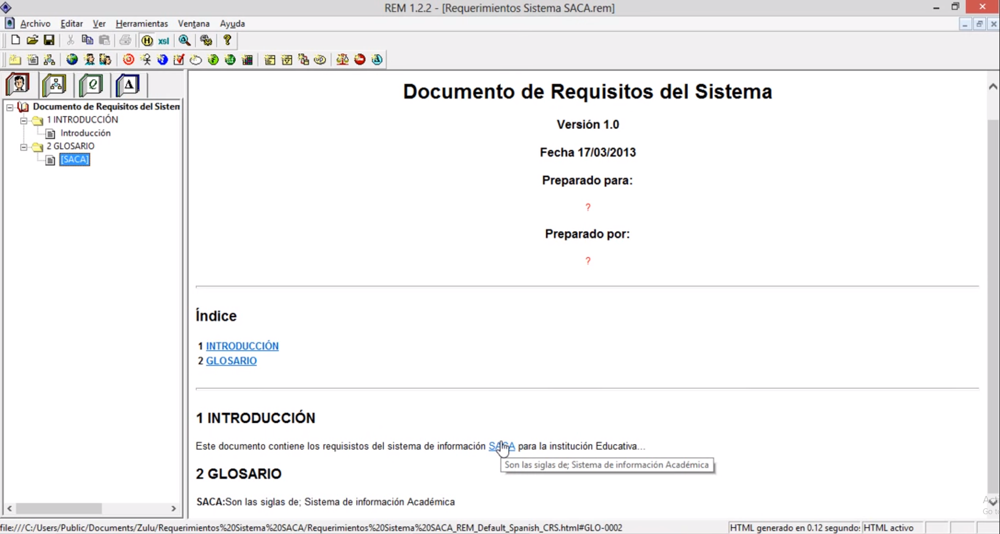 REM 1.2.2 - [Requerimientos Sistema SACA.rem]
Archivo Editar Ver Herramientas Ventana Ayuda
xsl
Documento de Requisitos del Sisten
1 INTRODUCCIÓN
Introducción
2 GLOSARIO
[SACA]
Documento de Requisitos del Sistema
Versión 1.0
Fecha 17/03/2013
Preparado para:
?
Preparado por:
?
Índice
1 INTRODUCCIÓN
2 GLOSARIO
1 INTRODUCCIÓN
Este documento contiene los requisistos del sistema de información SACA para la institución Educativa...
Son las siglas de; Sistema de información Académica
2 GLOSARIO
SACA:Son las siglas de; Sistema de información Académica
Go to
file:///C:/Users/Public/Documents/Zulu/Requerimientos%20Sistema%20SACA/Requerimientos%20Sistema%20SACA_REM_Default_Spanish_CRS.html#GLO-0002
HTML generado en 0.12 segundo: HTML activo